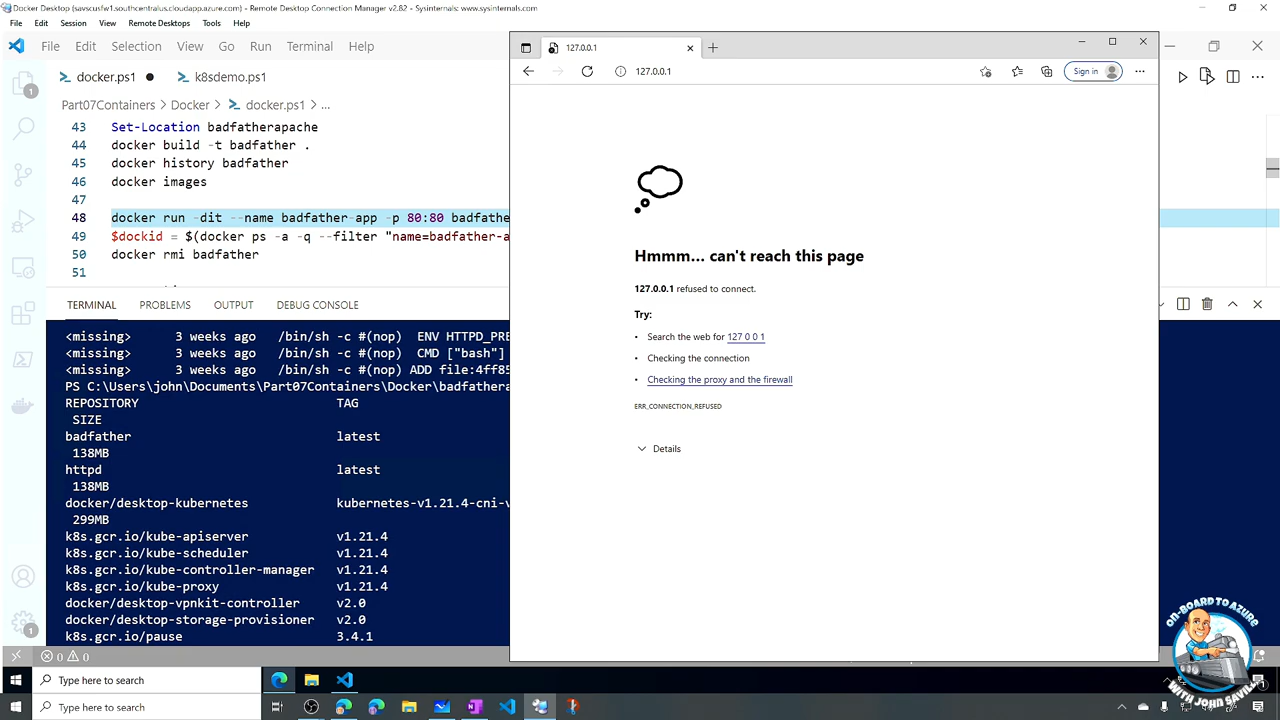 Docker Desktop (savscusfw1.southcentralus.cloudapp.azure.com) - Remote Desktop Connection Manager v2.82 - Sysinternals: www.sysinternals.com
File Edit Session View Remote Desktops Tools Help
File Edit Selection View Go Run Terminal Help
127.0.0.1
docker.ps1 k8sdemo.ps1
127.0.0.1
Sign in
Part07Containers > Docker > docker.ps1 > ...
43 Set-Location badfatherapache
44 docker build -t badfather .
45 docker history badfather
46 docker images
47
48 docker run -dit --name badfather-app -p 80:80 badfathe
49 $dockid = $(docker ps -a -q --filter "name=badfather-a
50 docker rmi badfather
51
Hmmm... can't reach this page
127.0.0.1 refused to connect.
Try:
• Search the web for 127 0 0 1
• Checking the connection
• Checking the proxy and the firewall
ERR_CONNECTION_REFUSED
Details
TERMINAL PROBLEMS OUTPUT DEBUG CONSOLE
<missing> 3 weeks ago /bin/sh -c #(nop) ENV HTTPD_PRE
<missing> 3 weeks ago /bin/sh -c #(nop) CMD ["bash"]
<missing> 3 weeks ago /bin/sh -c #(nop) ADD file:4ff85
PS C:\Users\john\Documents\Part07Containers\Docker\badfathera
REPOSITORY TAG
SIZE
badfather latest
138MB
httpd latest
138MB
docker/desktop-kubernetes kubernetes-v1.21.4-cni-v
299MB
k8s.gcr.io/kube-apiserver v1.21.4
k8s.gcr.io/kube-scheduler v1.21.4
k8s.gcr.io/kube-controller-manager v1.21.4
k8s.gcr.io/kube-proxy v1.21.4
docker/desktop-vpnkit-controller v2.0
docker/desktop-storage-provisioner v2.0
k8s.gcr.io/pause 3.4.1
1
1
0 0
Type here to search
Type here to search
ON-BOARD TO AZURE
WITH JOHN SAVILL